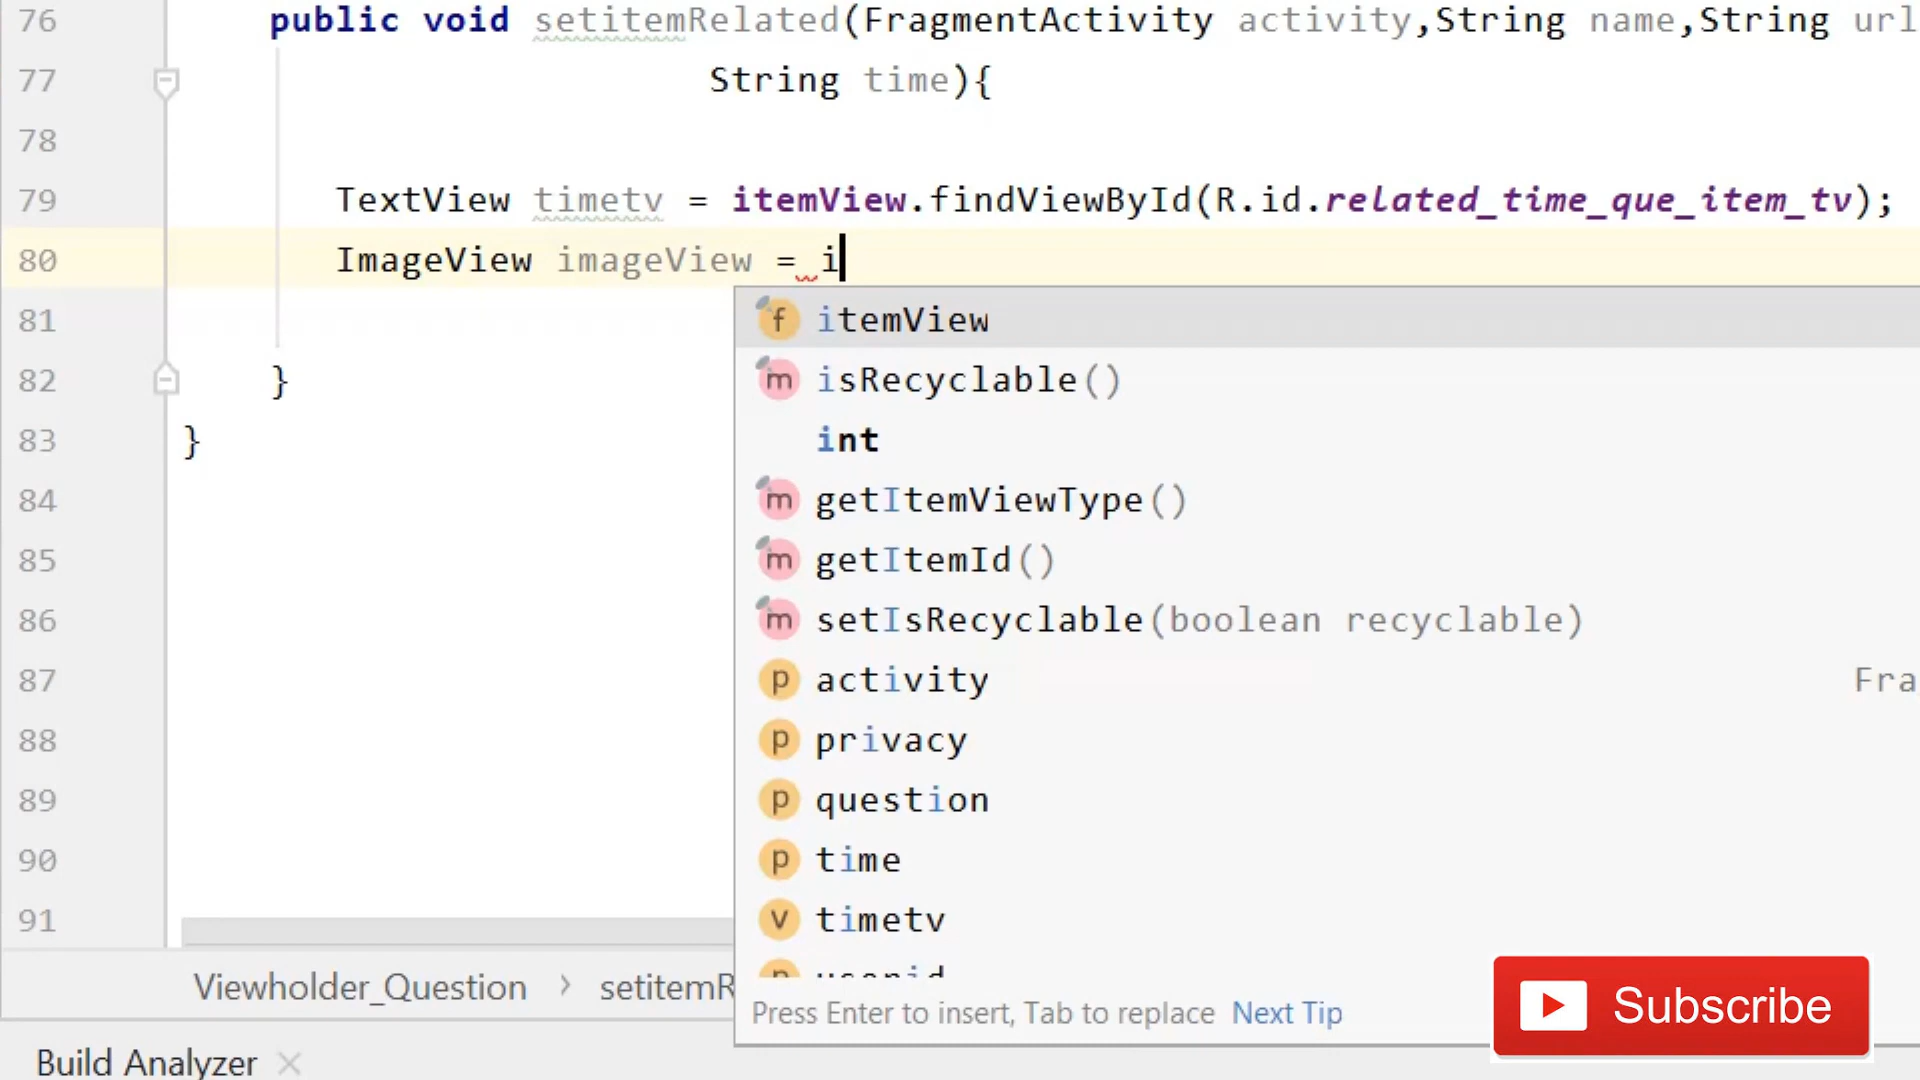 76 public void setitemRelated(FragmentActivity activity,String name,String url
77 String time){
78
79 TextView timetv = itemView.findViewById(R.id.related_time_que_item_tv);
80 ImageView imageView = i
81
82 }
83 }
84
85
86
87
88
89
90
91
f itemView
m isRecyclable()
int
m getItemViewType()
m getItemId()
m setIsRecyclable(boolean recyclable)
p activity Fra
p privacy
p question
p time
v timetv
Press Enter to insert, Tab to replace Next Tip
Viewholder_Question › setitemR
Subscribe
Build Analyzer ×